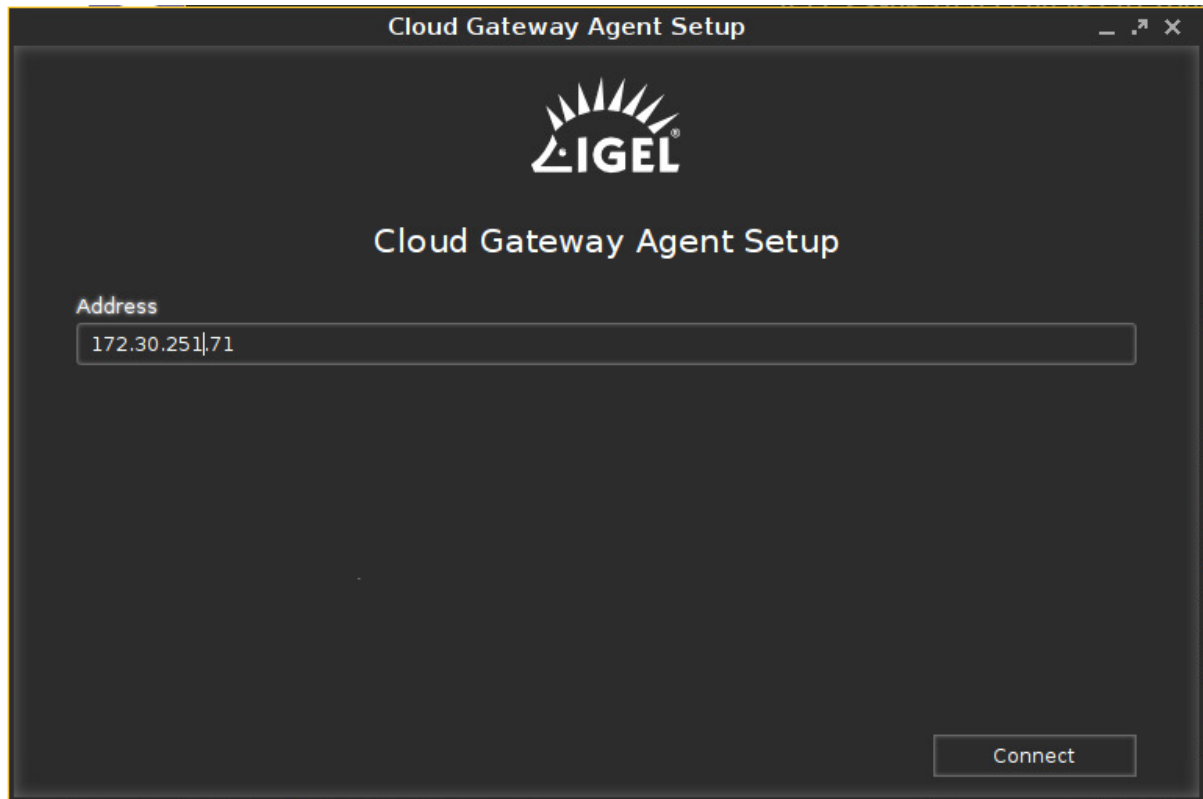 Cloud Gateway Agent Setup
IGEL®
Cloud Gateway Agent Setup
Address
172.30.251.71
Connect